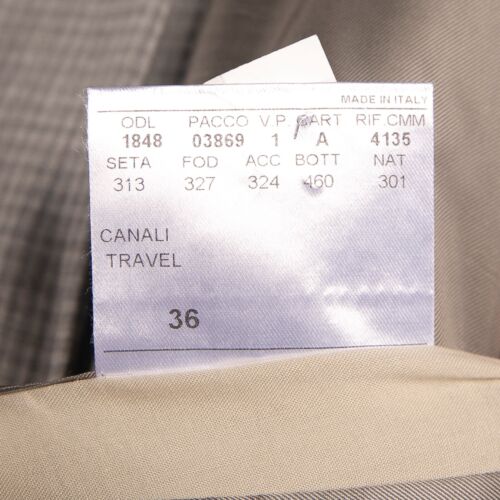 MADE IN ITALY
ODL PACCO V.P. CART RIF.CMM
1848 03869 1 A 4135
SETA FOD ACC BOTT NAT
313 327 324 460 301
CANALI
TRAVEL
36